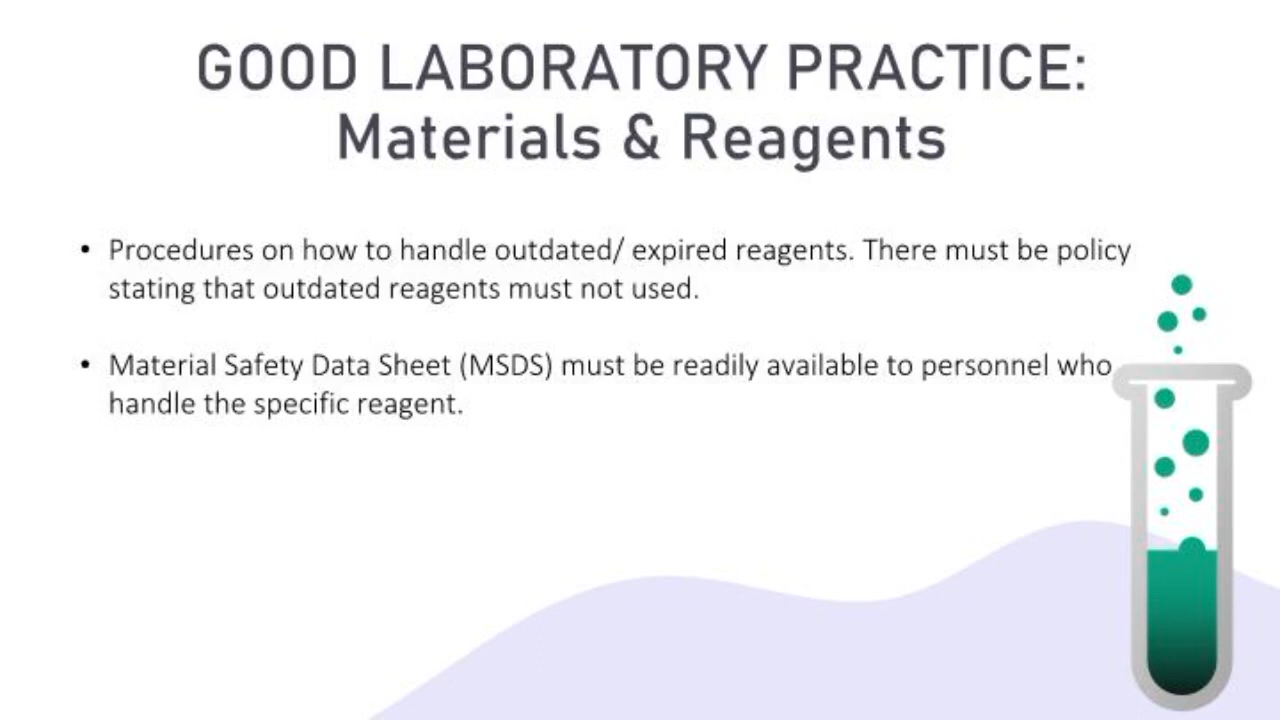 GOOD LABORATORY PRACTICE:
Materials & Reagents
• Procedures on how to handle outdated/ expired reagents. There must be policy
stating that outdated reagents must not used.
• Material Safety Data Sheet (MSDS) must be readily available to personnel who
handle the specific reagent.